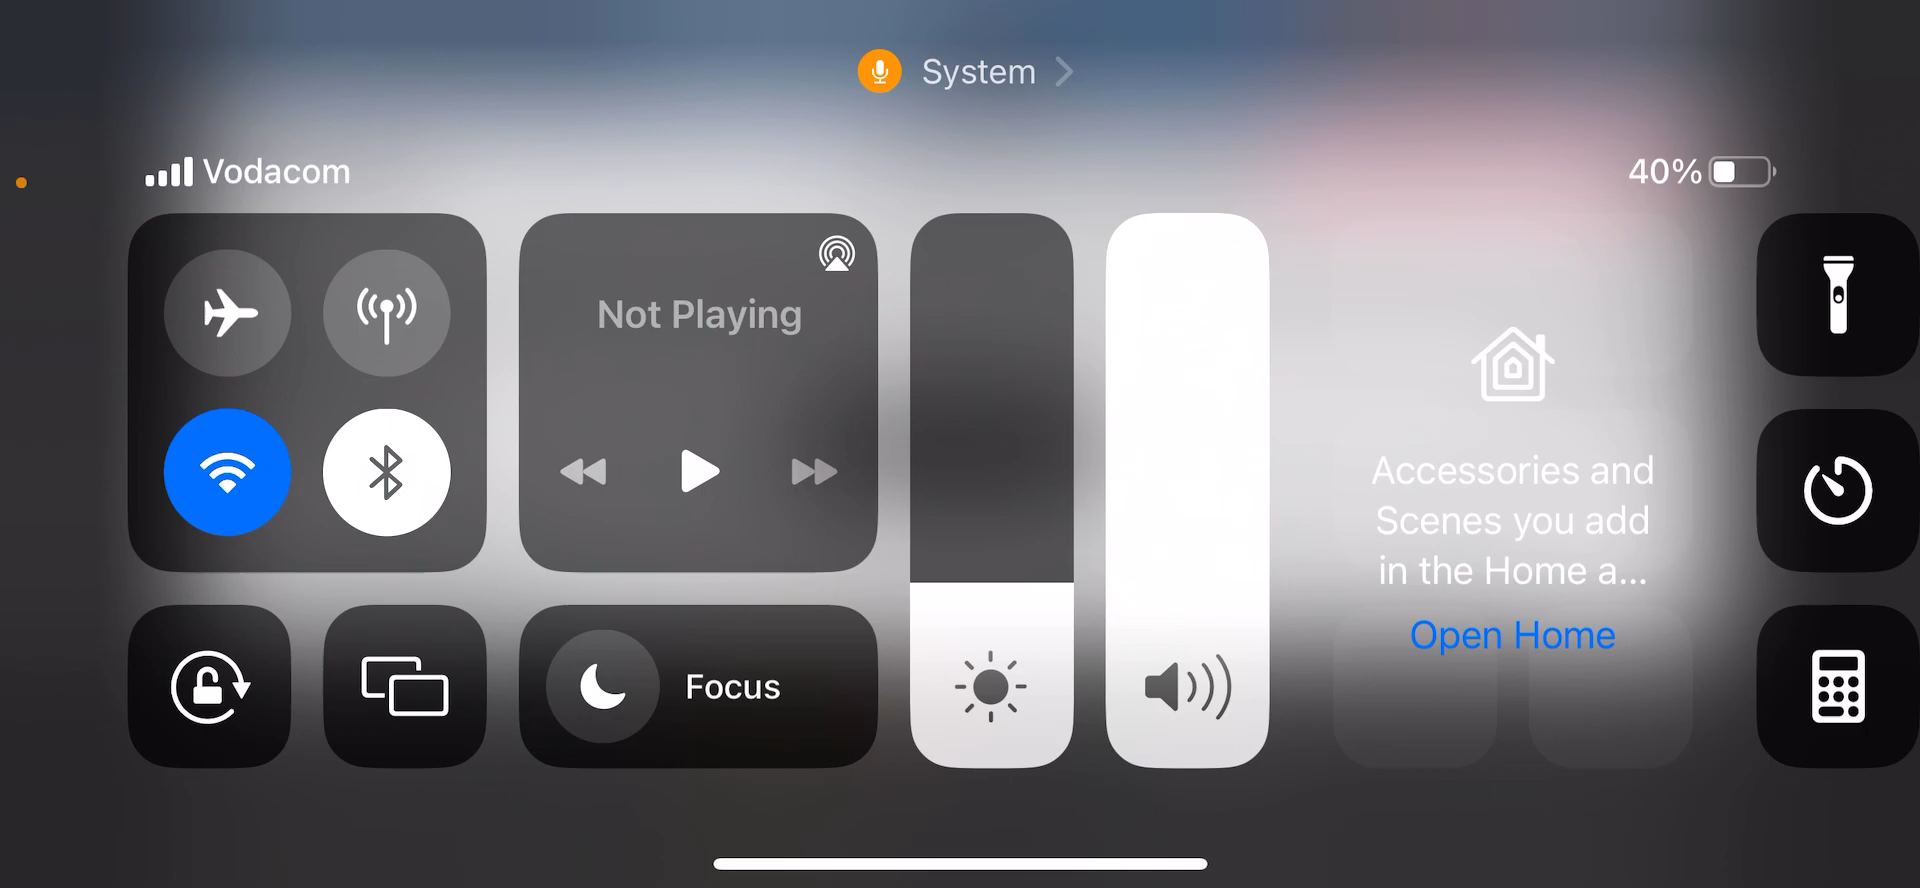 System
Vodacom
40%
Not Playing
Accessories and
Scenes you add
in the Home a...
Open Home
Focus